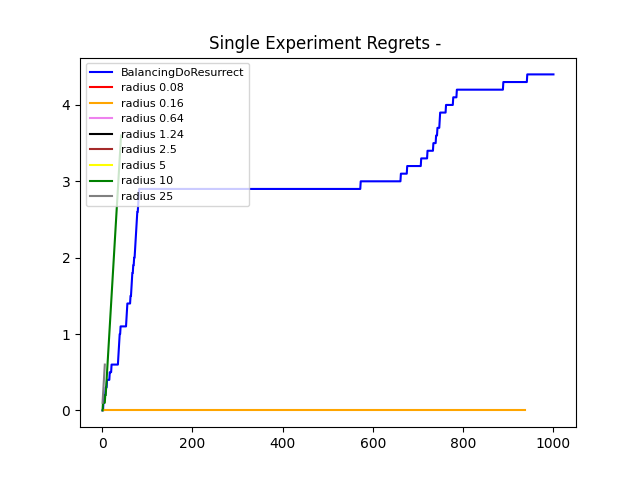 Single Experiment Regrets -
BalancingDoResurrect
radius 0.08
radius 0.16
radius 0.64
radius 1.24
radius 2.5
radius 5
radius 10
radius 25
4
3
2
1
0
0 200 400 600 800 1000